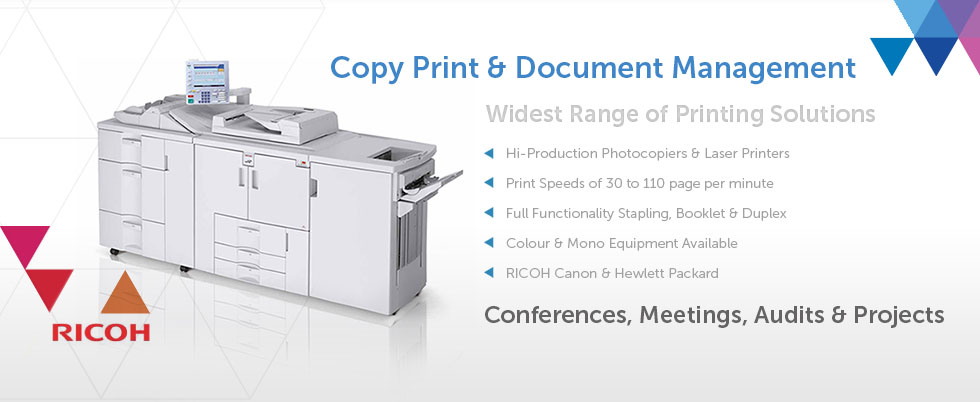 Copy Print & Document Management
Widest Range of Printing Solutions
Hi-Production Photocopiers & Laser Printers
Print Speeds of 30 to 110 page per minute
Full Functionality Stapling, Booklet & Duplex
Colour & Mono Equipment Available
RICOH Canon & Hewlett Packard
Conferences, Meetings, Audits & Projects
RICOH